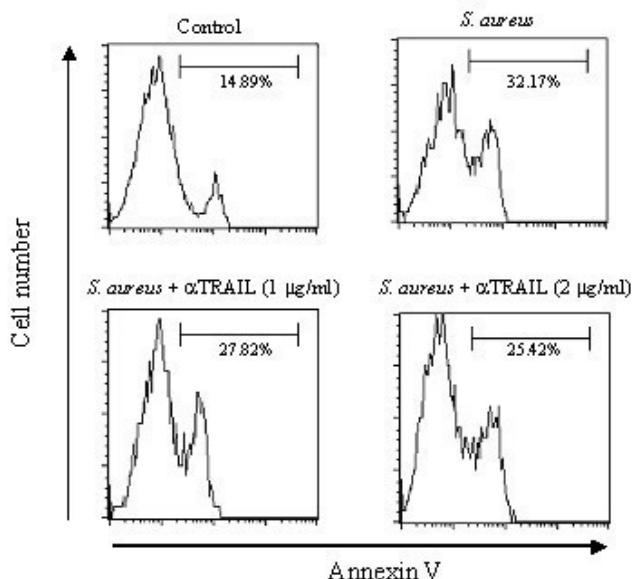 Control
14.89%
S. aureus
32.17%
S. aureus + αTRAIL (1 μg/ml)
27.82%
S. aureus + αTRAIL (2 μg/ml)
25.42%
Cell number
Annexin V